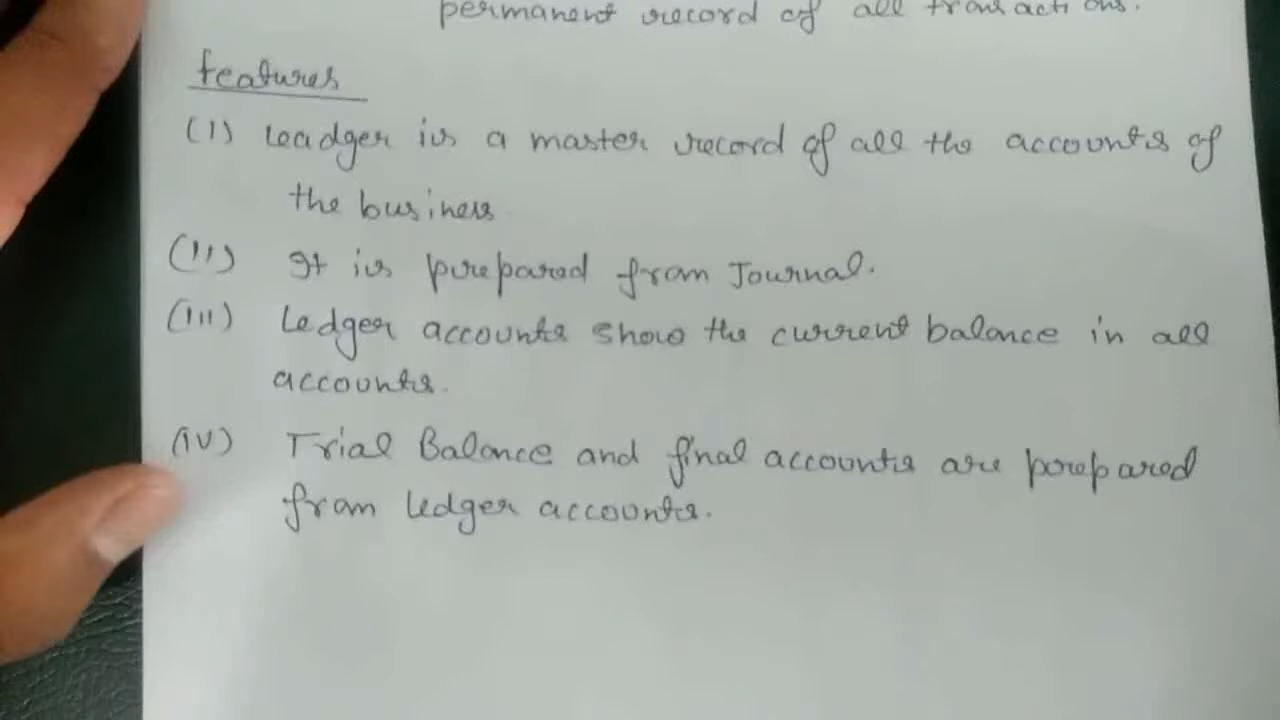 permanent record of all transactions.
features
(I) Leadger is a master record of all the accounts of
the business
(II) It is prepared from Journal.
(III) Ledger accounts show the current balance in all
accounts.
(IV) Trial Balance and final accounts are prepared
from ledger accounts.